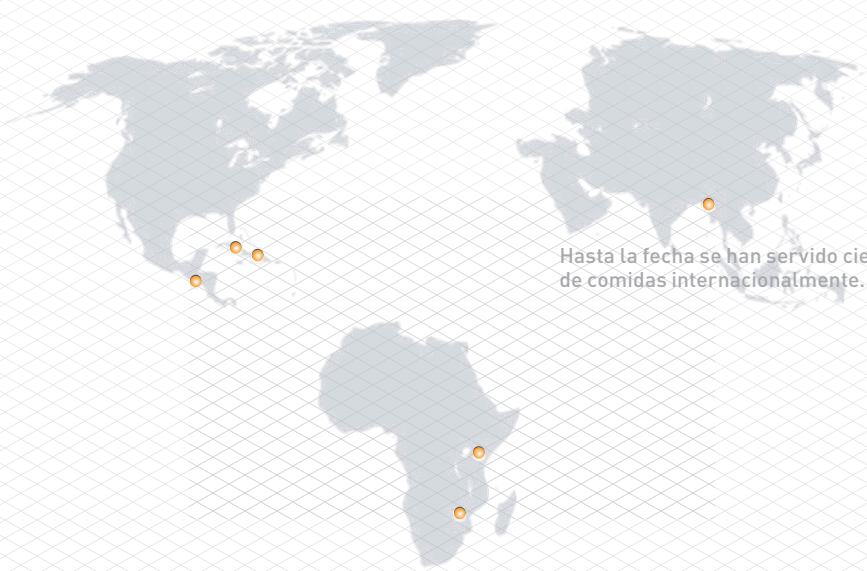 Hasta la fecha se han servido cie
de comidas internacionalmente.